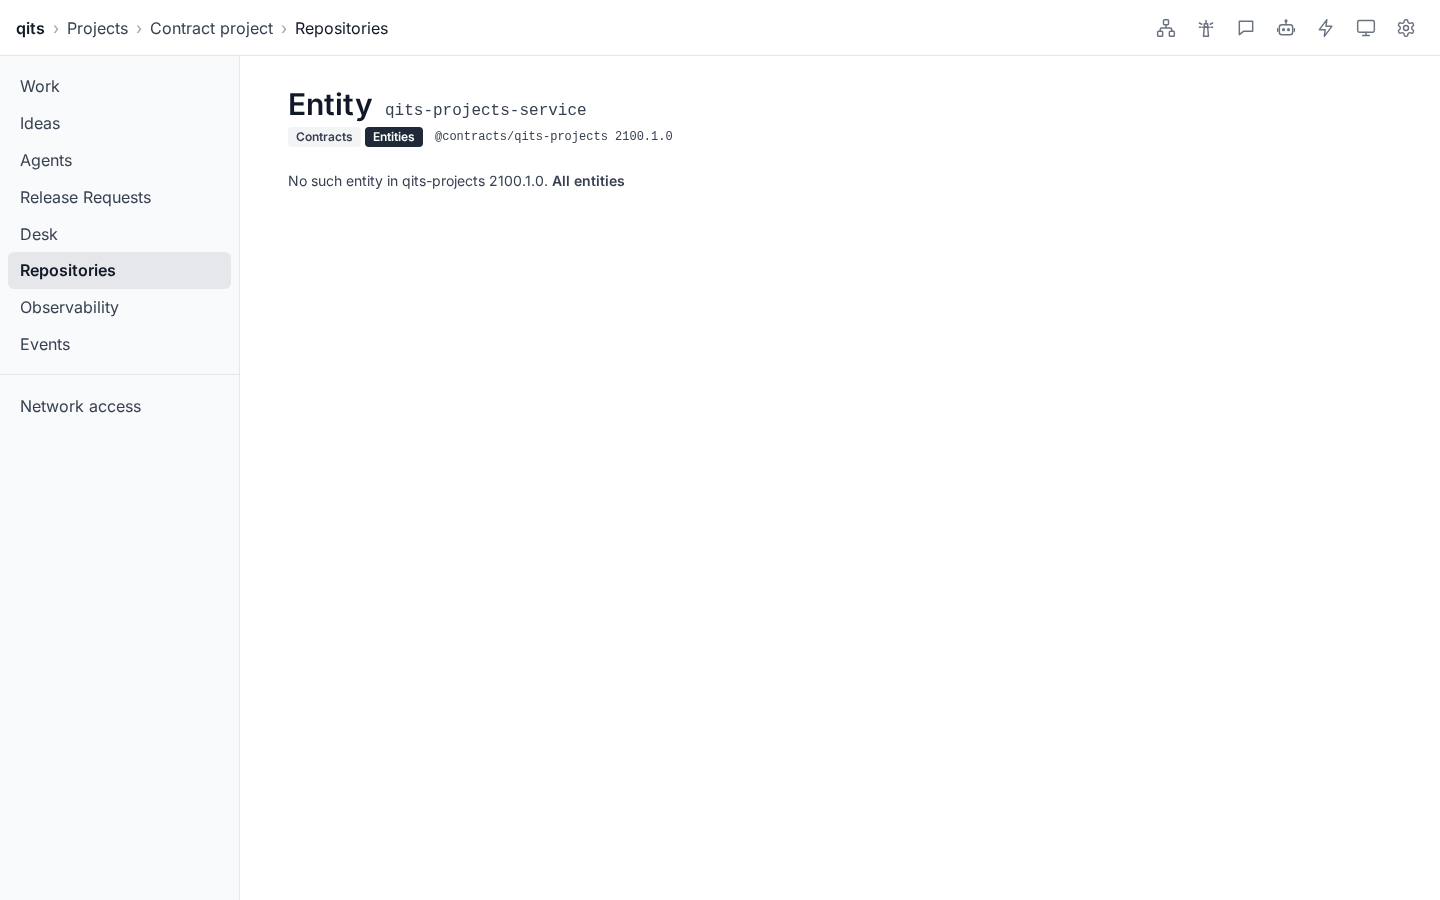 qits › Projects › Contract project › Repositories
Work
Ideas
Agents
Release Requests
Desk
Repositories
Observability
Events
Network access
Entity qits-projects-service
Contracts Entities @contracts/qits-projects 2100.1.0
No such entity in qits-projects 2100.1.0. All entities